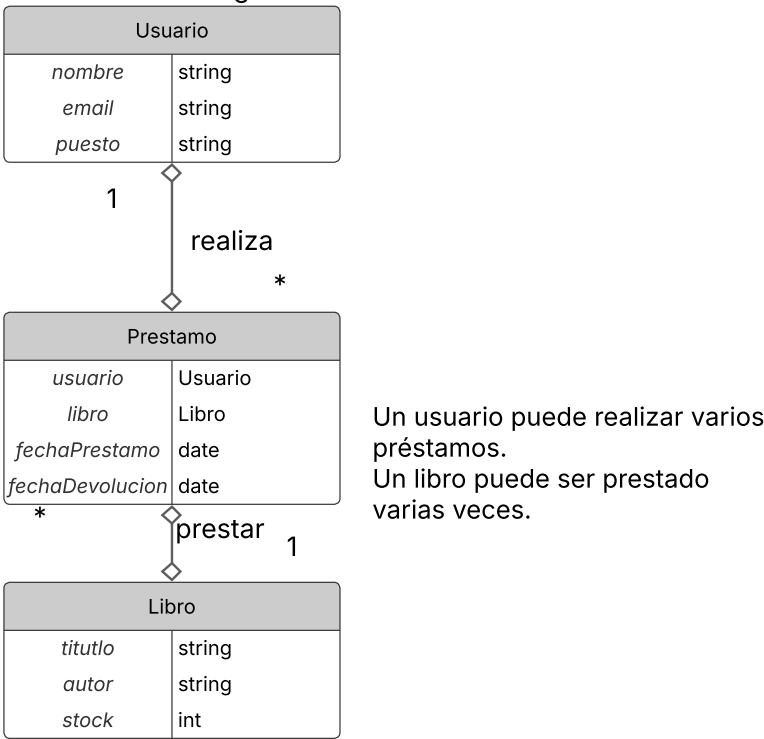 Usuario
nombre string
email string
puesto string
1
realiza
*
Prestamo
usuario Usuario
libro Libro
fechaPrestamo date
fechaDevolucion date
Un usuario puede realizar varios
préstamos.
Un libro puede ser prestado
varias veces.
*
prestar
1
Libro
titutlo string
autor string
stock int